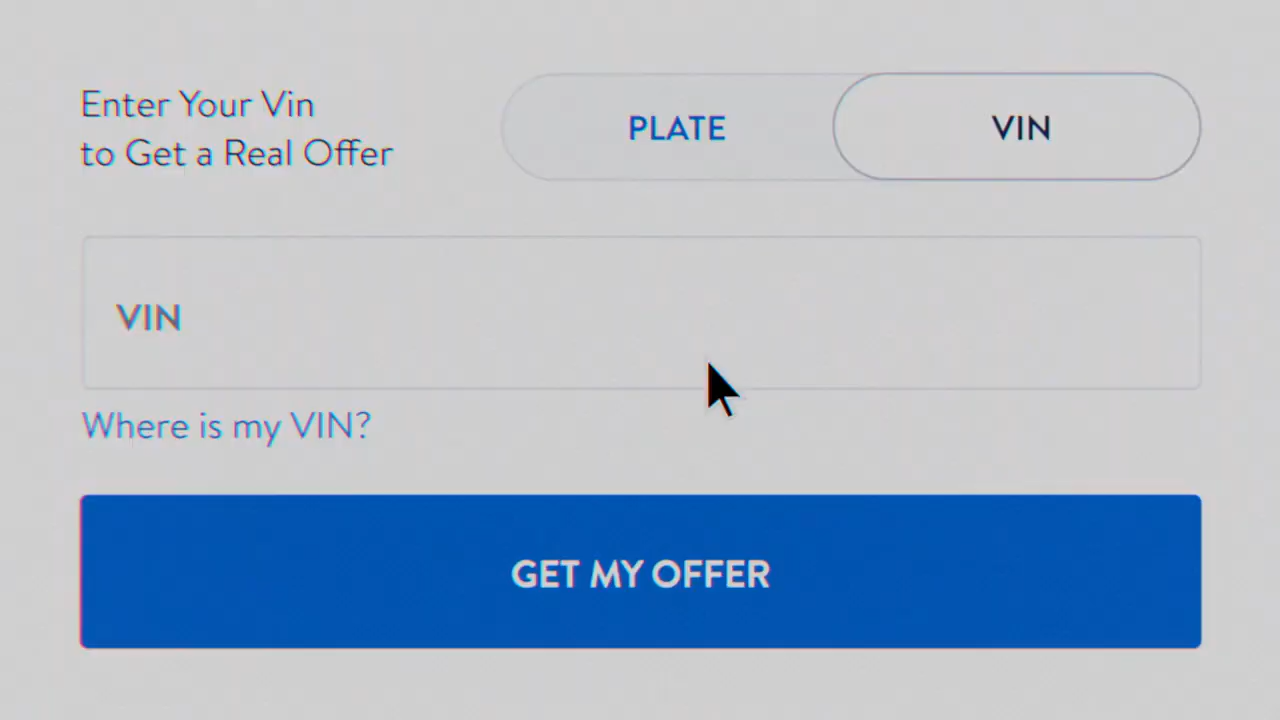 Enter Your Vin
to Get a Real Offer
PLATE
VIN
VIN
Where is my VIN?
GET MY OFFER